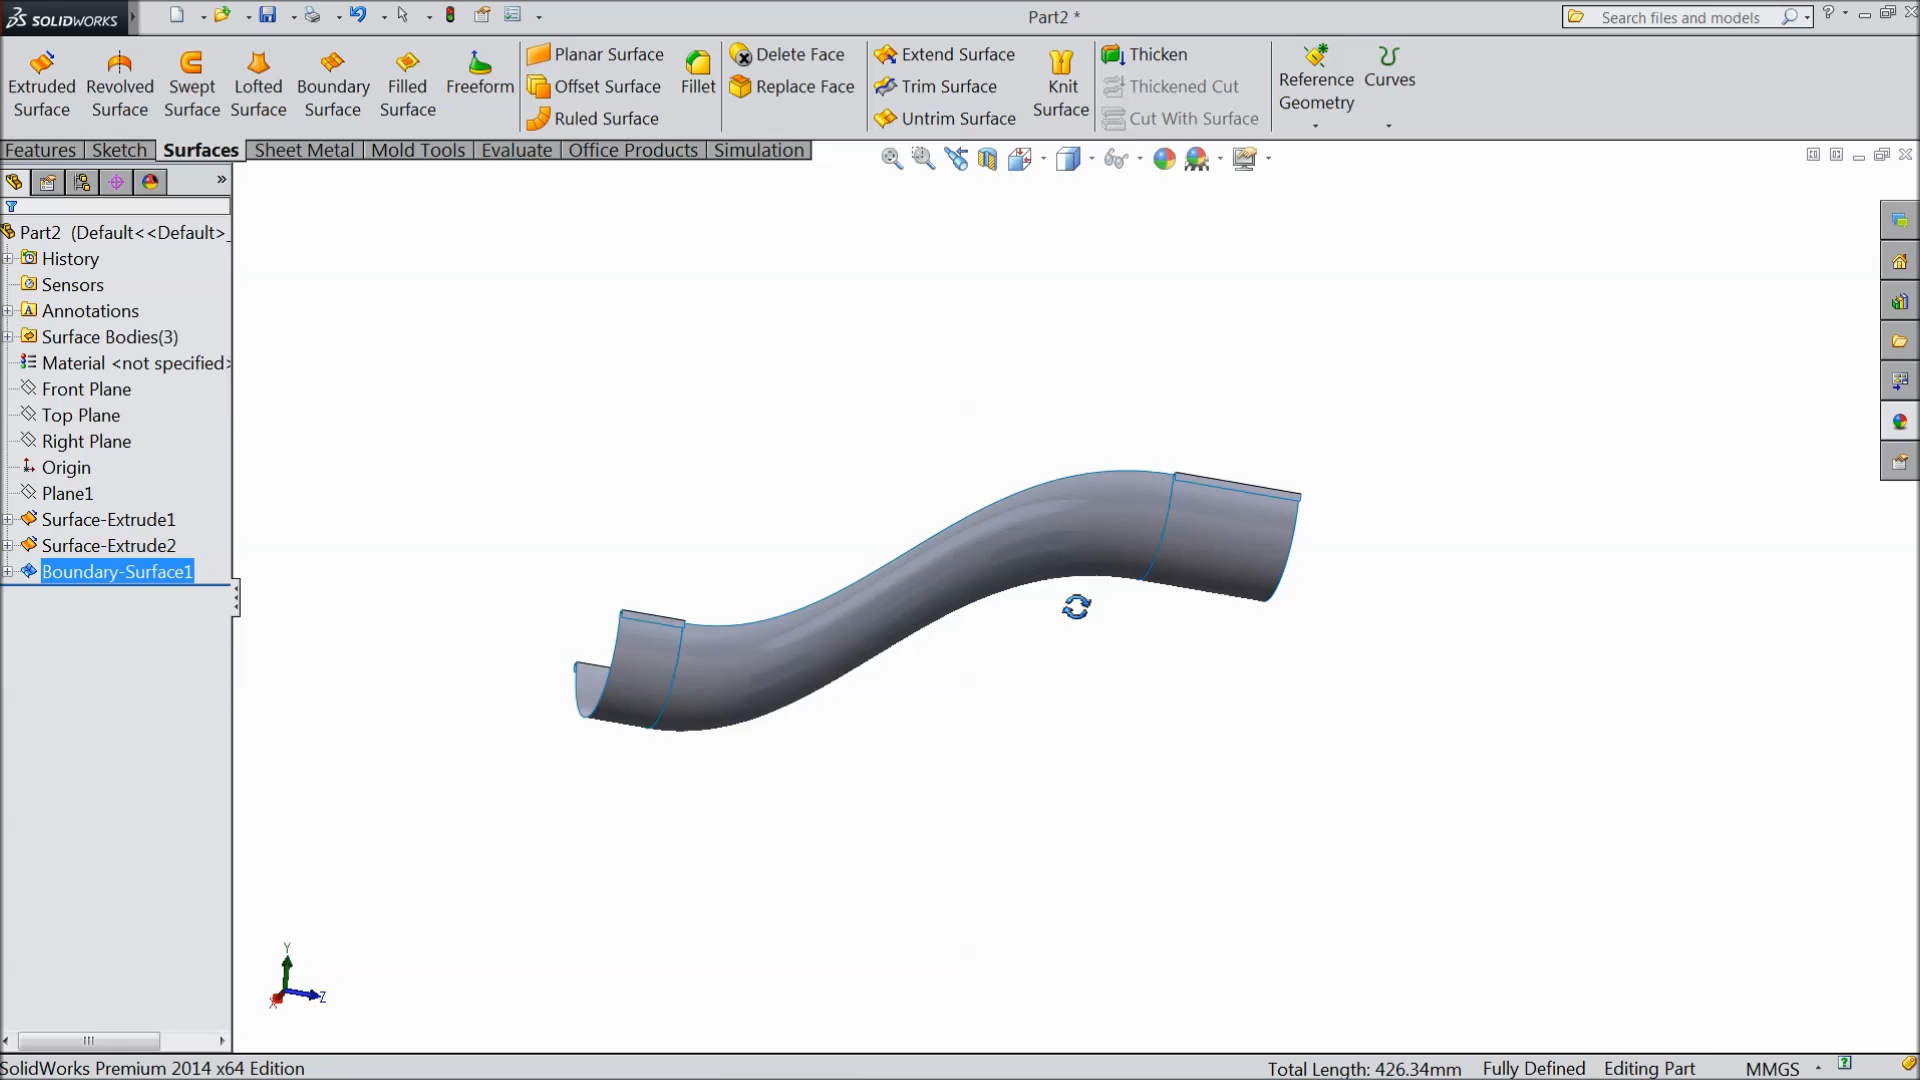 SOLIDWORKS
Part2 *
Search files and models
Extruded Surface
Revolved Surface
Swept Surface
Lofted Surface
Boundary Surface
Filled Surface
Freeform
Planar Surface
Offset Surface
Ruled Surface
Fillet
Delete Face
Replace Face
Extend Surface
Trim Surface
Untrim Surface
Knit Surface
Thicken
Thickened Cut
Cut With Surface
Reference Geometry
Curves
Features
Sketch
Surfaces
Sheet Metal
Mold Tools
Evaluate
Office Products
Simulation
Part2 (Default<<Default>_
History
Sensors
Annotations
Surface Bodies(3)
Material <not specified>
Front Plane
Top Plane
Right Plane
Origin
Plane1
Surface-Extrude1
Surface-Extrude2
Boundary-Surface1
Y
X
Z
SolidWorks Premium 2014 x64 Edition
Total Length: 426.34mm
Fully Defined
Editing Part
MMGS